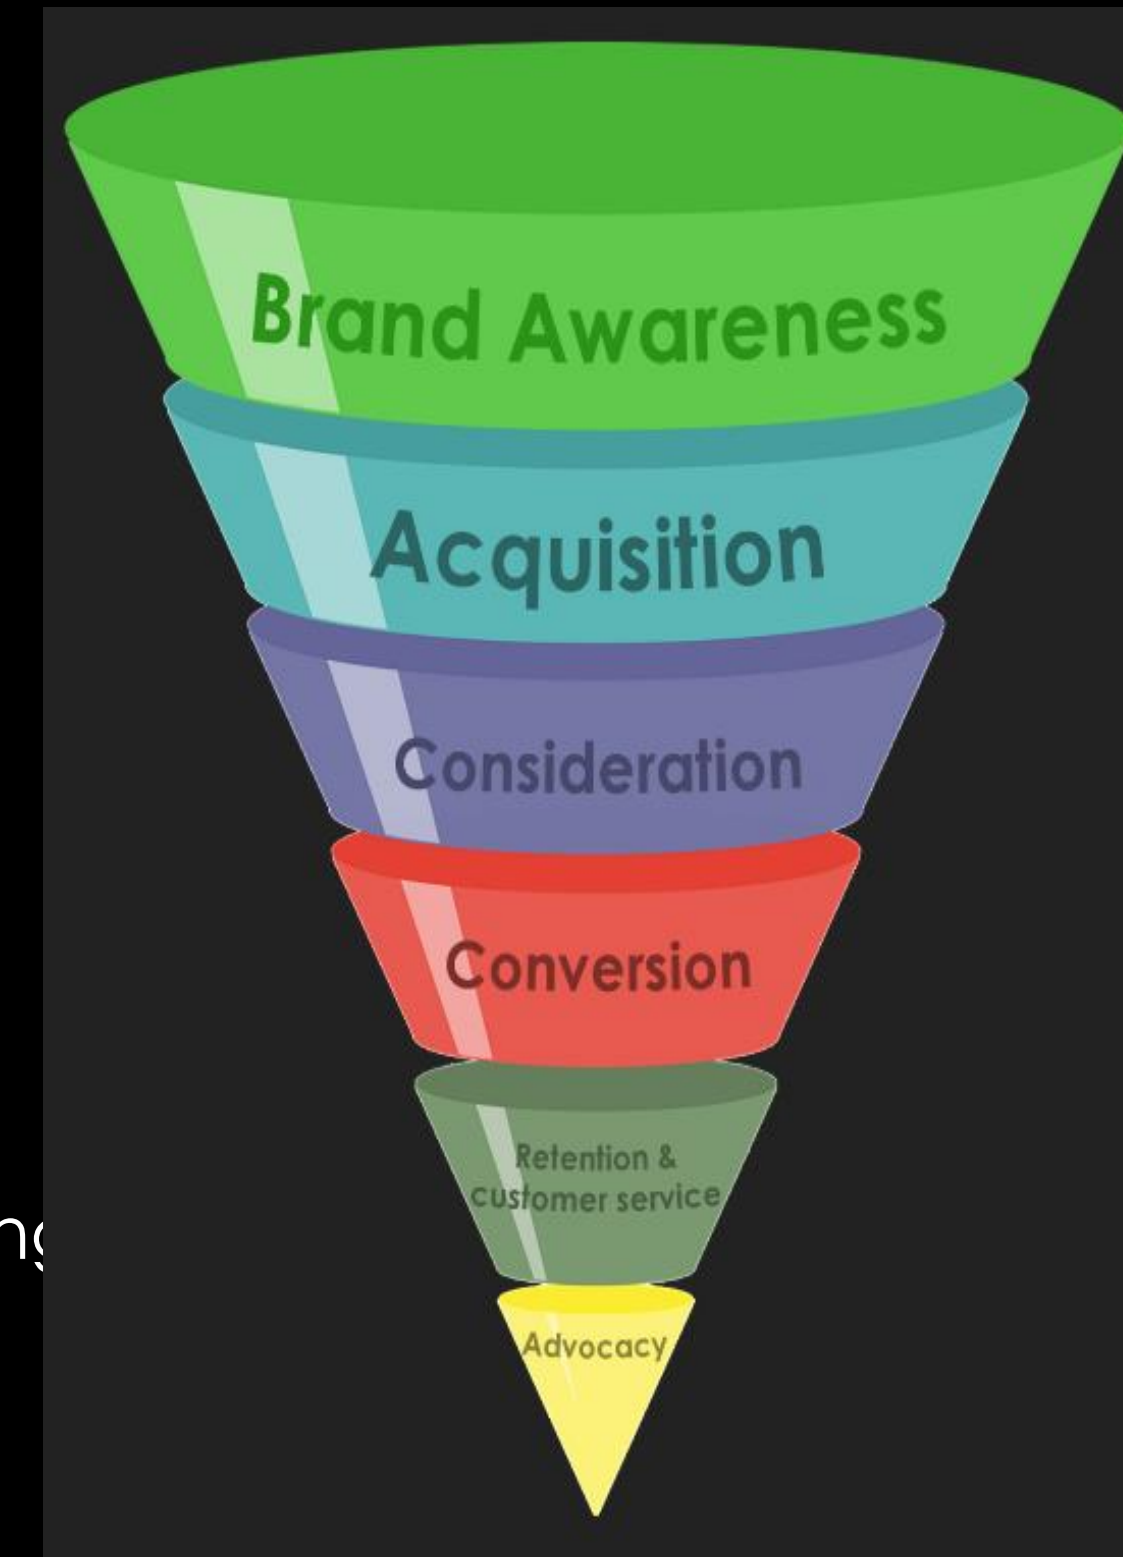 Brand Awareness
Acquisition
Consideration
Conversion
Retention &
customer service
Advocacy